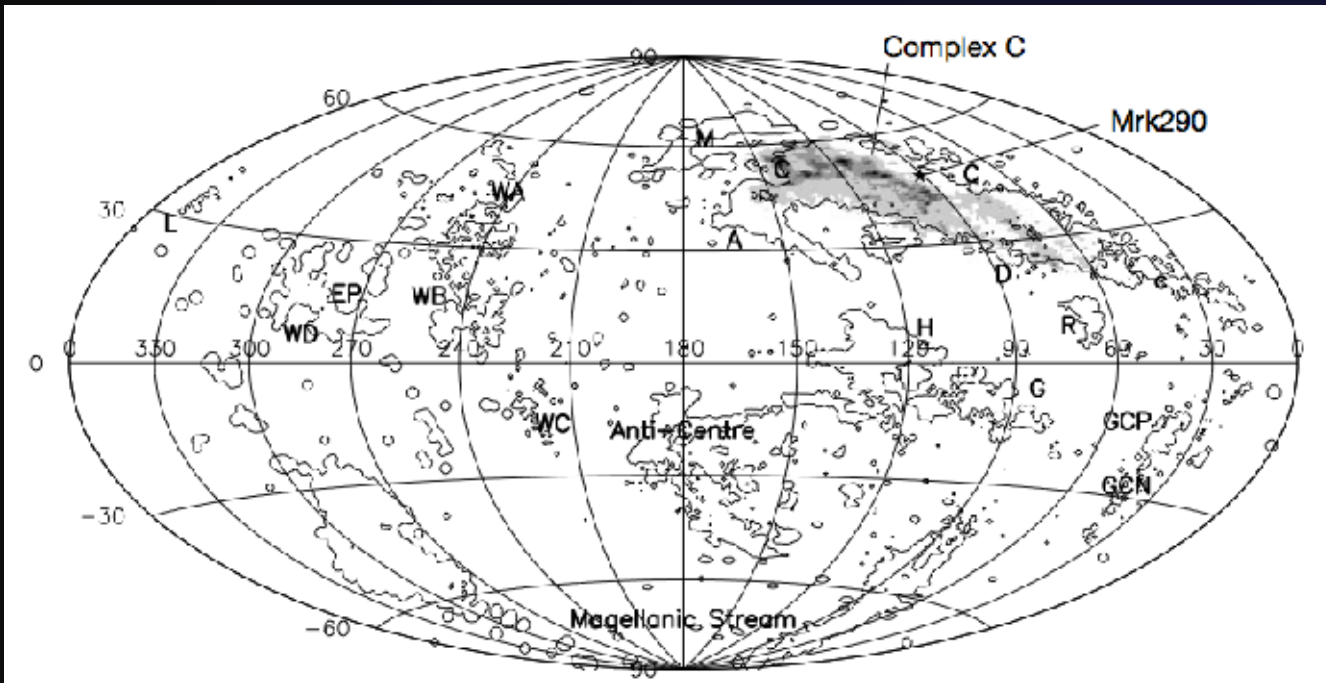 Complex C
90
60
Mrk290
M
C
C
WA
30
L
A
D
EP
WB
C
WD
H
R
0
0 330 300 270 240 210 180 150 120 90 60 30 0
G
WC
Anti-Centre
GCP
GCN
-30
Magellanic Stream
-60
90